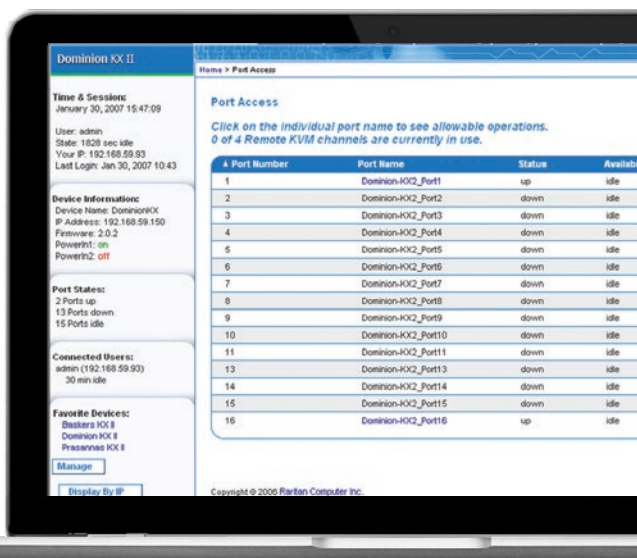 Dominion KX II
Home > Port Access
Time & Session:
January 30, 2007 15:47:09
User: admin
State: 1828 sec idle
Your IP: 192.168.59.93
Last Login: Jan 30, 2007 10:43
Device Information:
Device Name: DominionKX
IP Address: 192.168.59.150
Firmware: 2.0.2
PowerIn1: on
PowerIn2: off
Port States:
2 Ports up
13 Ports down
15 Ports idle
Connected Users:
admin (192.168.59.93)
30 min idle
Favorite Devices:
Baskers KX II
Dominion KX II
Prasannas KX II
Manage
Display By IP
Port Access
Click on the individual port name to see allowable operations.
0 of 4 Remote KVM channels are currently in use.
▲ Port Number Port Name Status Availab
1 Dominion-KX2_Port1 up idle
2 Dominion-KX2_Port2 down idle
3 Dominion-KX2_Port3 down idle
4 Dominion-KX2_Port4 down idle
5 Dominion-KX2_Port5 down idle
6 Dominion-KX2_Port6 down idle
7 Dominion-KX2_Port7 down idle
8 Dominion-KX2_Port8 down idle
9 Dominion-KX2_Port9 down idle
10 Dominion-KX2_Port10 down idle
11 Dominion-KX2_Port11 down idle
13 Dominion-KX2_Port13 down idle
14 Dominion-KX2_Port14 down idle
15 Dominion-KX2_Port15 down idle
16 Dominion-KX2_Port16 up idle
Copyright © 2006 Raritan Computer Inc.